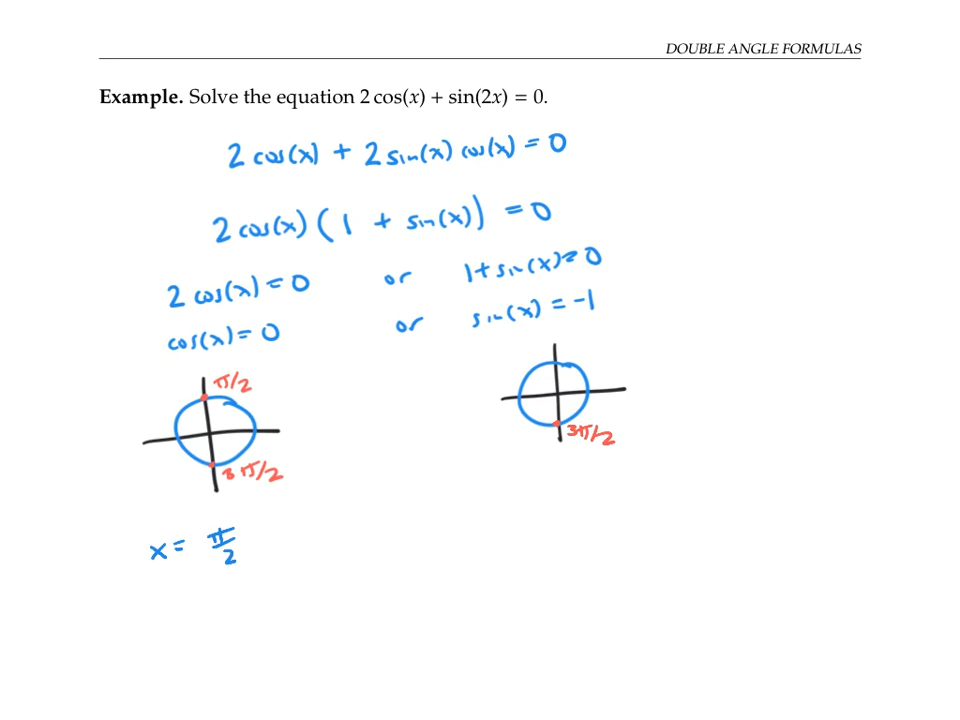 DOUBLE ANGLE FORMULAS
Example. Solve the equation 2 cos(x) + sin(2x) = 0.
2 cos(x) + 2 sin(x) cos(x) = 0
2 cos(x) (1 + sin(x)) = 0
2 cos(x) = 0 or 1 + sin(x) = 0
cos(x) = 0 or sin(x) = -1
π/2
3π/2
3π/2
x = π/2